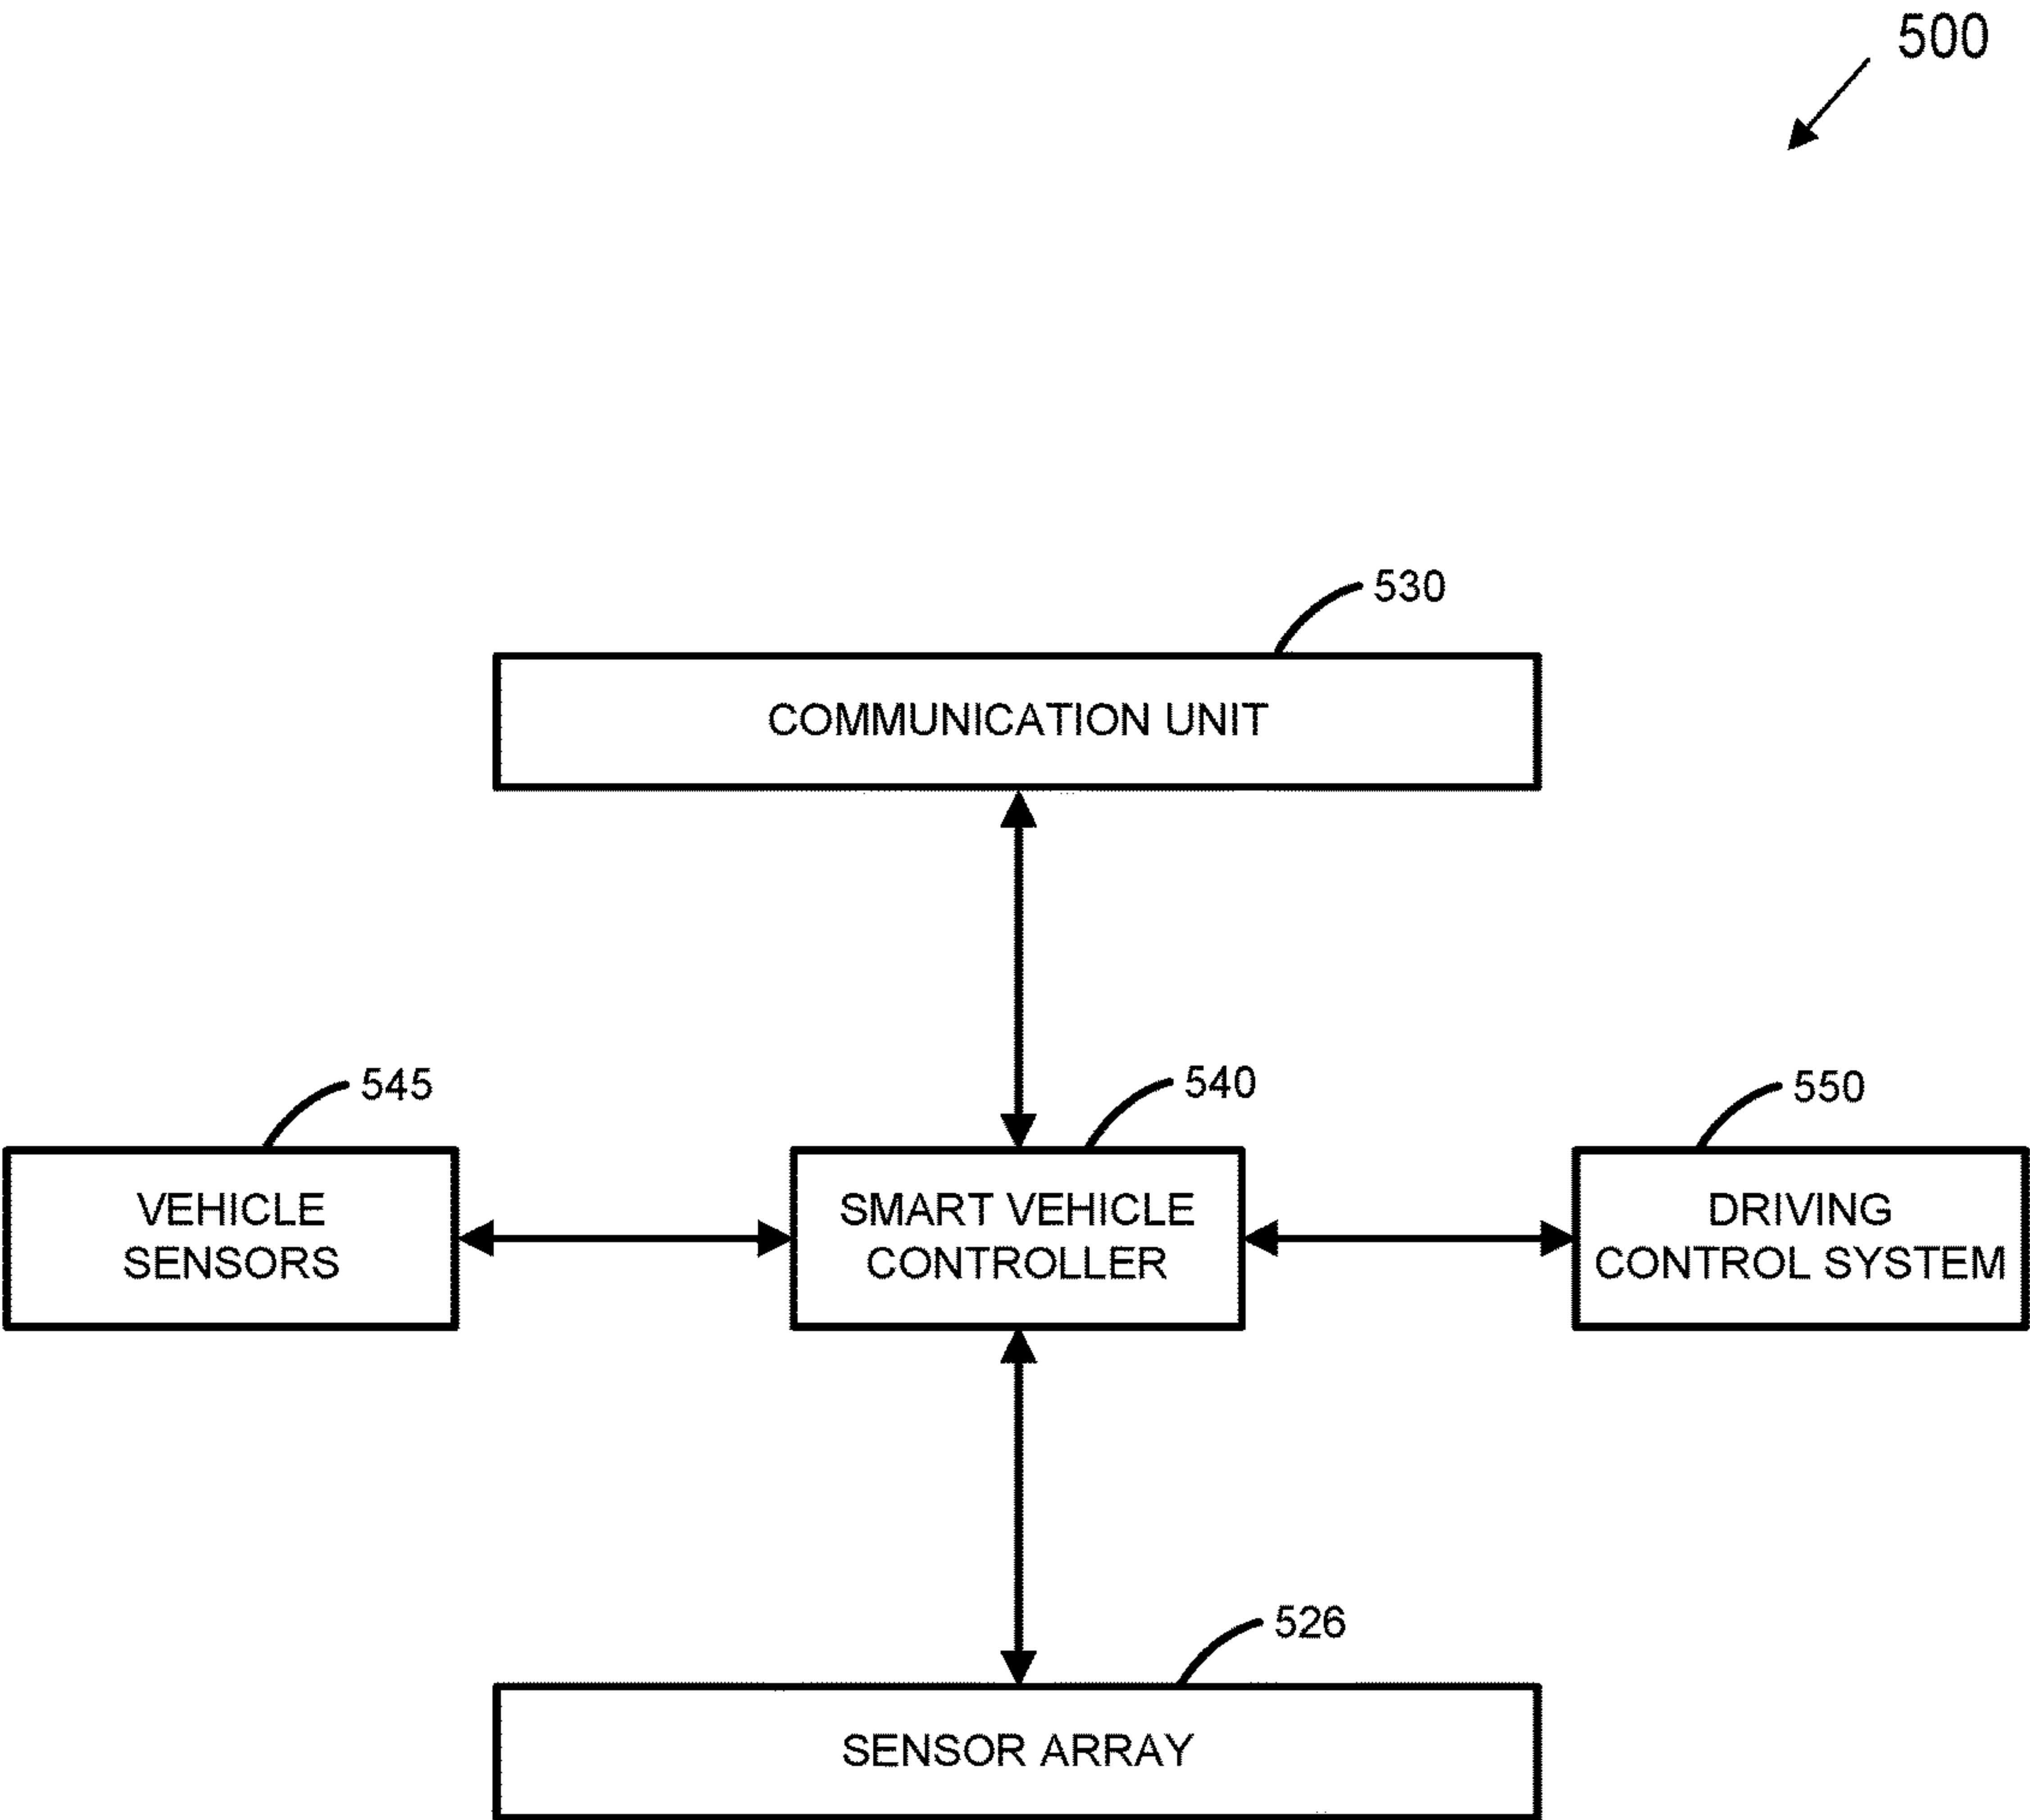 500
530
COMMUNICATION UNIT
545
540
550
VEHICLE
SENSORS
SMART VEHICLE
CONTROLLER
DRIVING
CONTROL SYSTEM
526
SENSOR ARRAY